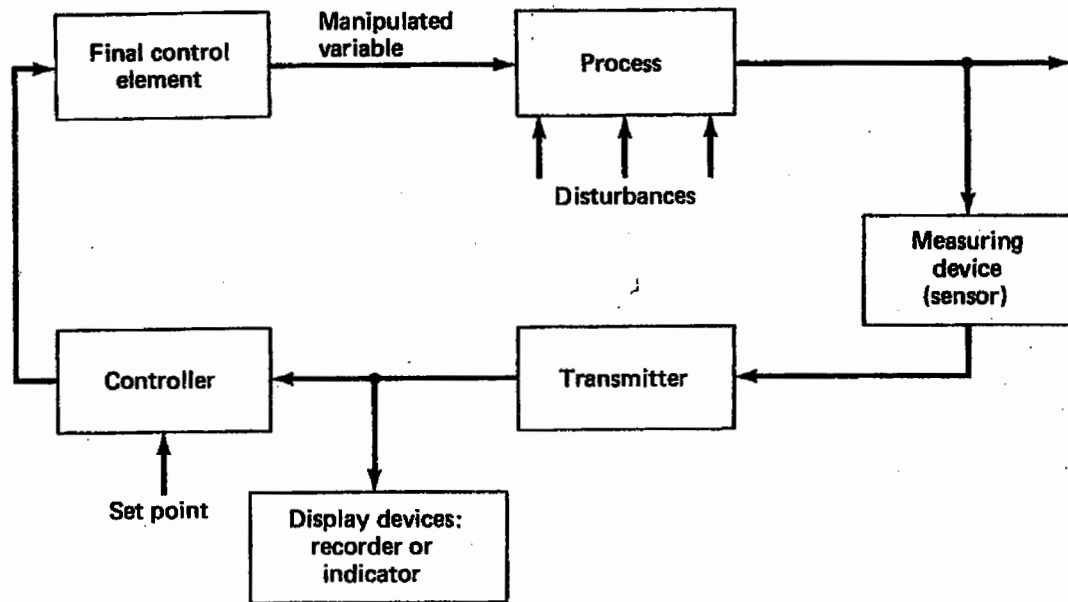 Final control
element
Manipulated
variable
Process
Disturbances
Measuring
device
(sensor)
Controller
Transmitter
Set point
Display devices:
recorder or
indicator